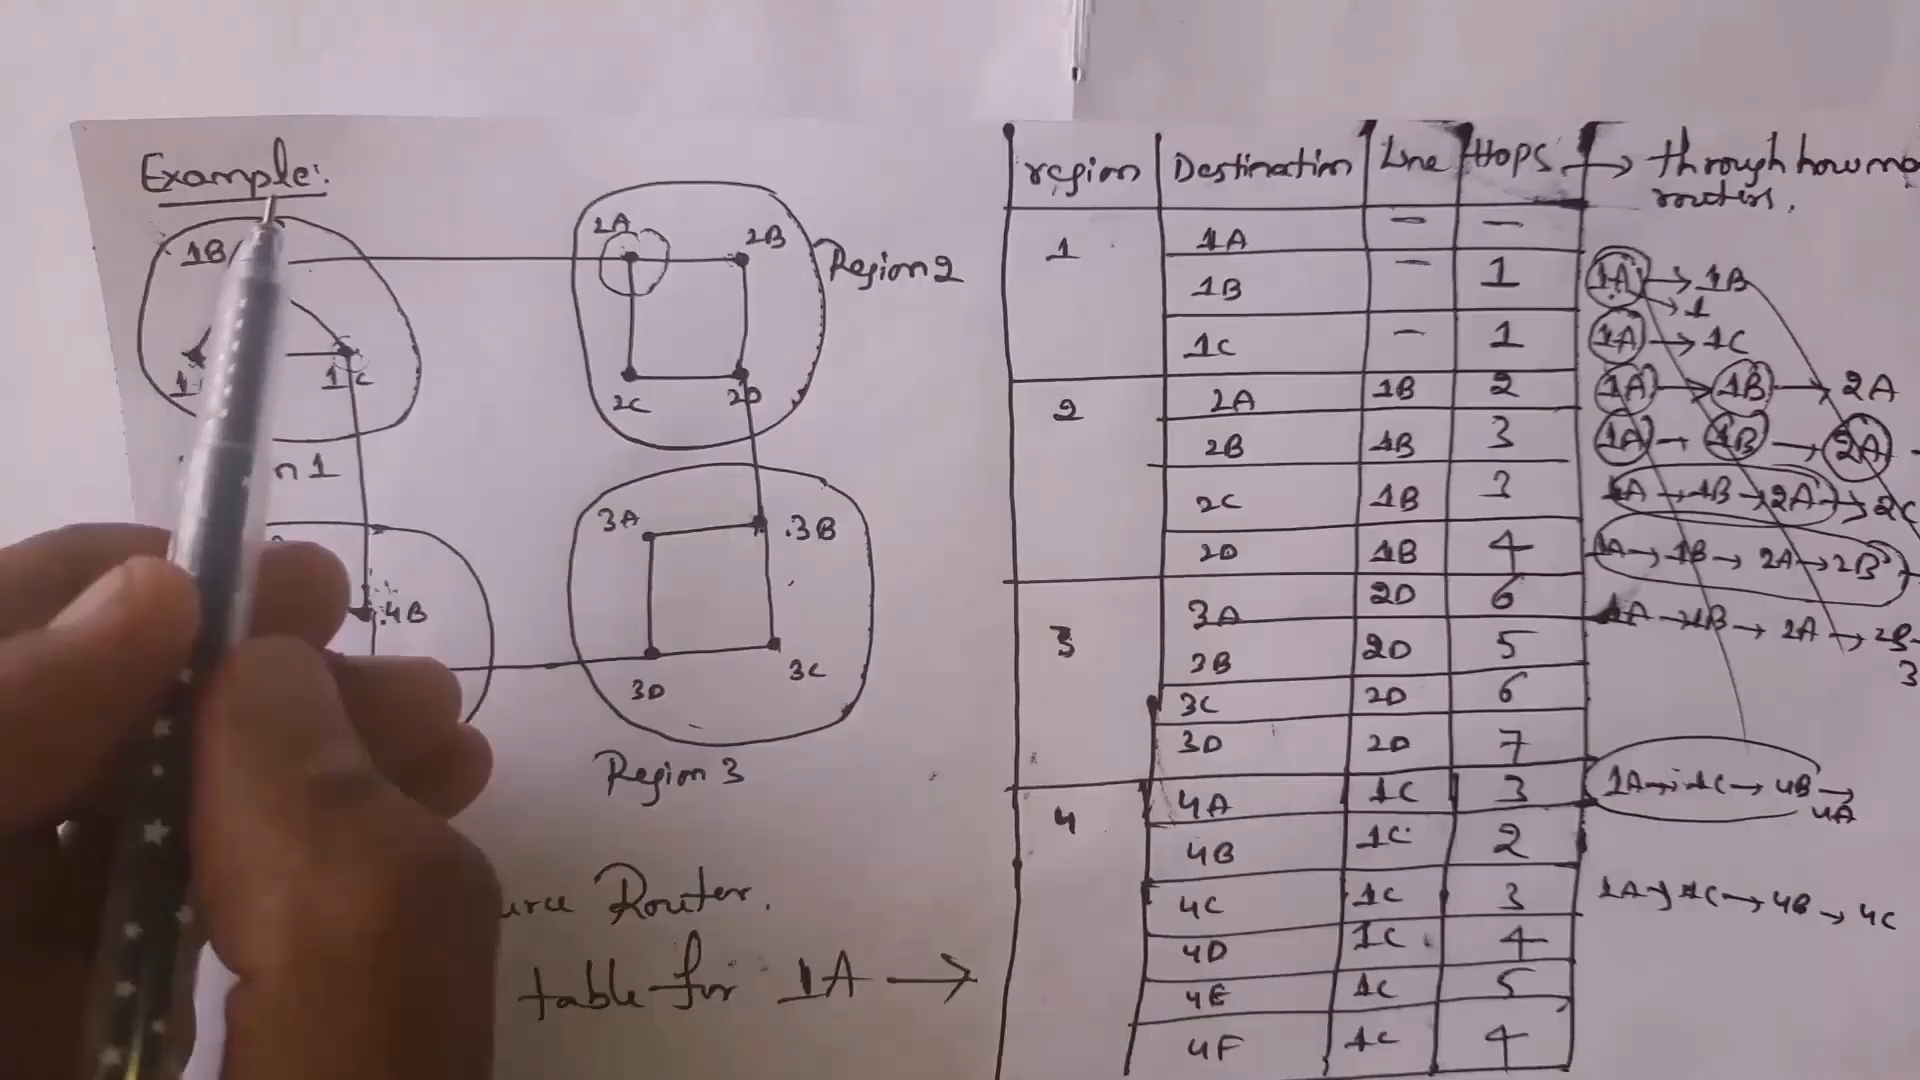 Example:
1B
2A
2B
Region 2
1C
2C
2D
n 1
3A
.3B
.4B
3D
3C
Region 3
urce Router.
table for 1A →
region Destination Line Hops → through how ma
routers.
1 1A — —
1B — 1 1A → 1B
→ 1
1C — 1 1A → 1C
2 2A 1B 2 1A → 1B → 2A
2B 1B 3 1A → 1B → 2A
2C 1B 3 1A → 1B → 2A → 2C
2D 1B 4 1A → 1B → 2A → 2B →
3 3A 2D 6 1A → 1B → 2A → 2B
3
3B 2D 5
3C 2D 6
3D 2D 7
4 4A 1C 3 1A → 1C → 4B →
4A
4B 1C 2
4C 1C 3 1A → 1C → 4B → 4C
4D 1C 4
4E 1C 5
4F 1C 4